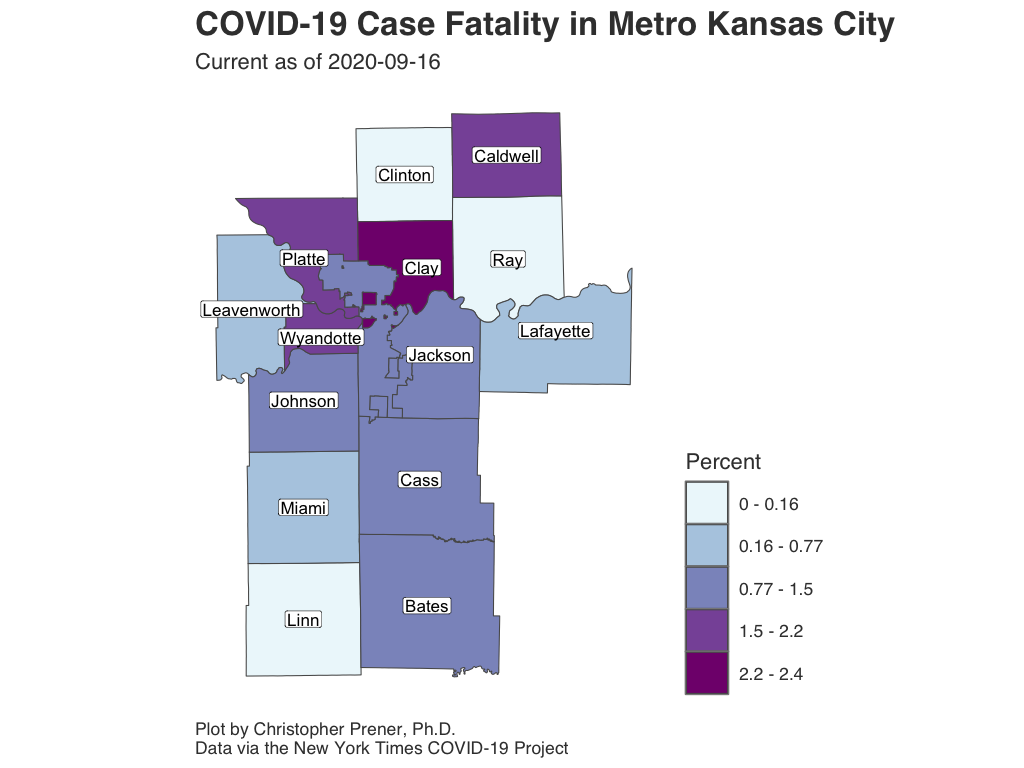 COVID-19 Case Fatality in Metro Kansas City
Current as of 2020-09-16
Caldwell
Clinton
Platte
Clay
Ray
Leavenworth
Wyandotte
Lafayette
Jackson
Johnson
Cass
Miami
Bates
Linn
Percent
0 - 0.16
0.16 - 0.77
0.77 - 1.5
1.5 - 2.2
2.2 - 2.4
Plot by Christopher Prener, Ph.D.
Data via the New York Times COVID-19 Project